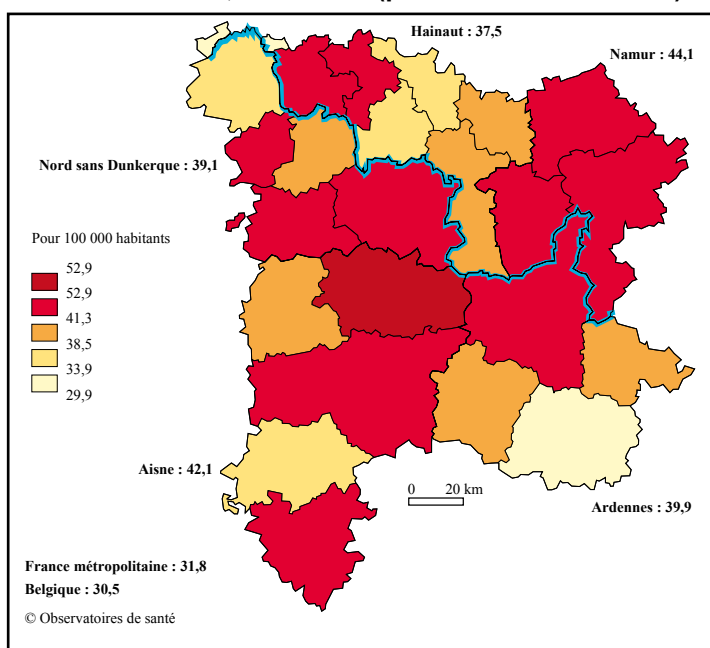 Hainaut : 37,5
Namur : 44,1
Nord sans Dunkerque : 39,1
Pour 100 000 habitants
52,9
52,9
41,3
38,5
33,9
29,9
Aisne : 42,1
0 20 km
Ardennes : 39,9
France métropolitaine : 31,8
Belgique : 30,5
© Observatoires de santé